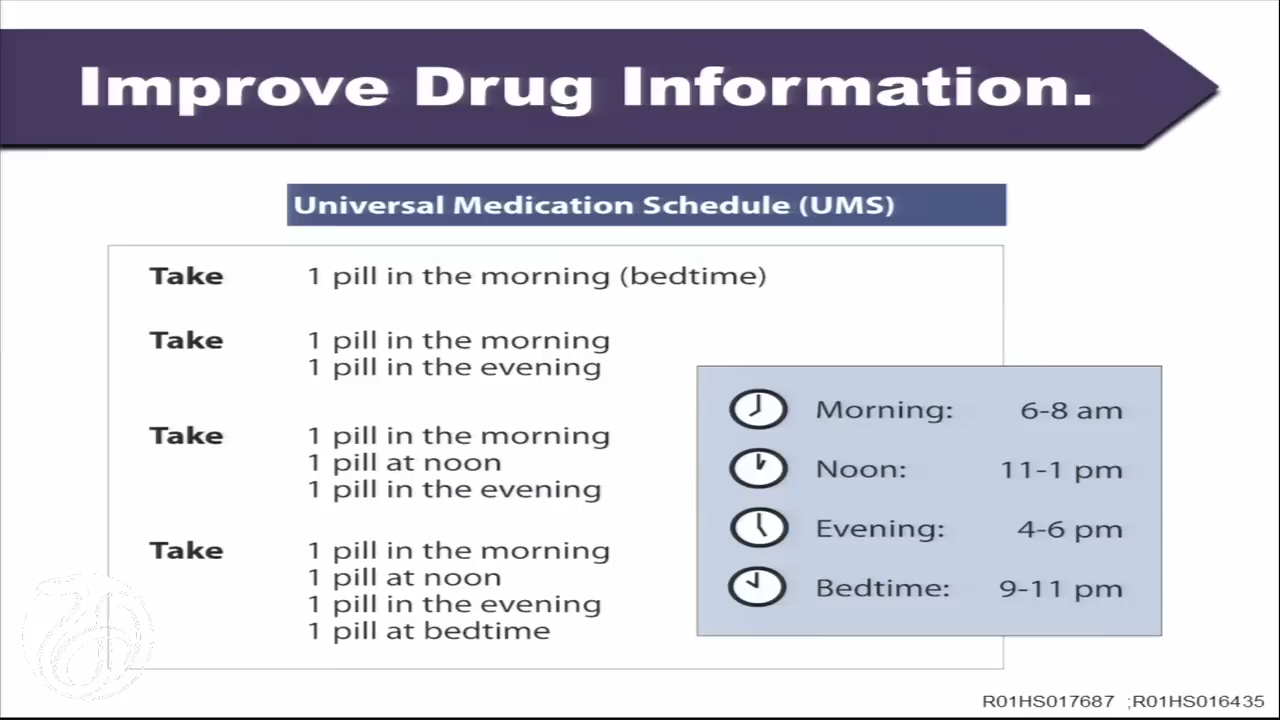 Improve Drug Information.
Universal Medication Schedule (UMS)
Take 1 pill in the morning (bedtime)
Take 1 pill in the morning
1 pill in the evening
Take 1 pill in the morning
1 pill at noon
1 pill in the evening
Take 1 pill in the morning
1 pill at noon
1 pill in the evening
1 pill at bedtime
Morning: 6-8 am
Noon: 11-1 pm
Evening: 4-6 pm
Bedtime: 9-11 pm
R01HS017687 ;R01HS016435